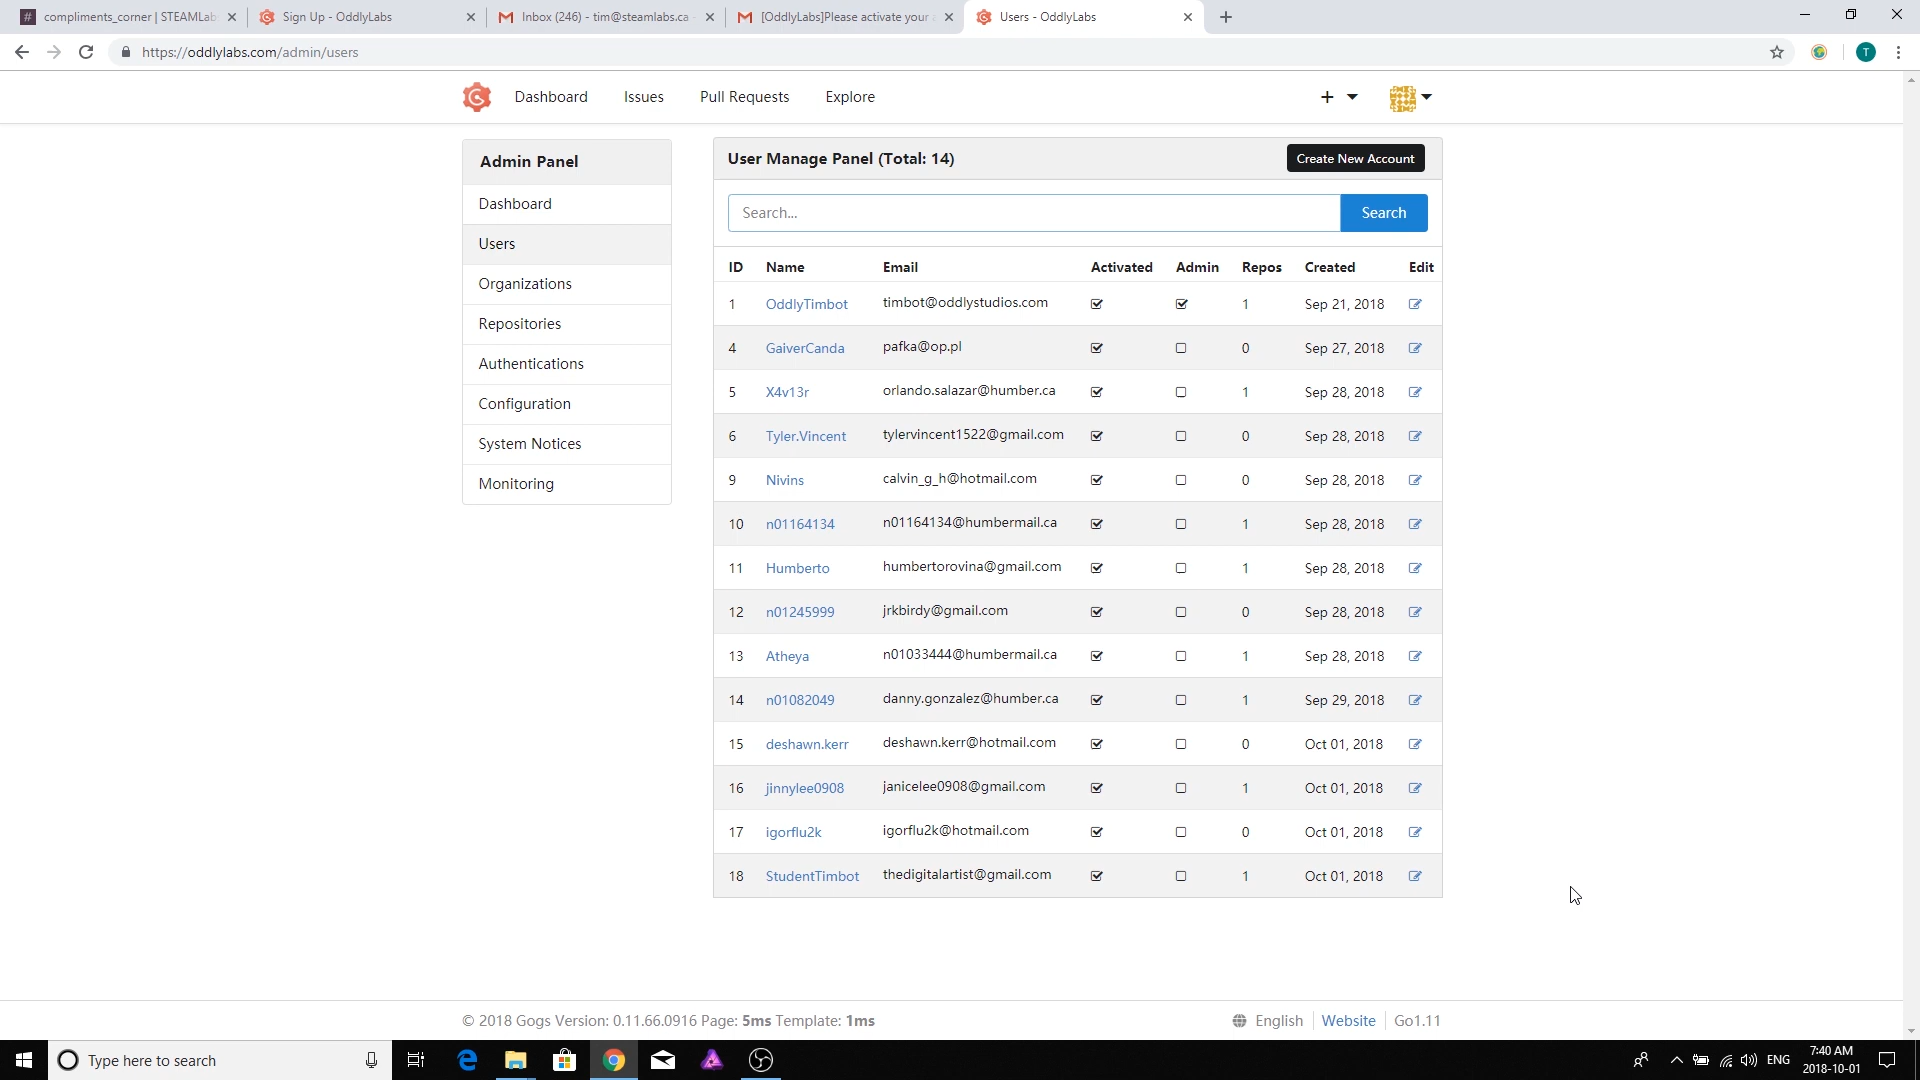 compliments_corner | STEAMLab
Sign Up - OddlyLabs
Inbox (246) - tim@steamlabs.ca
[OddlyLabs]Please activate your
Users - OddlyLabs
https://oddlylabs.com/admin/users
T
Dashboard Issues Pull Requests Explore
Admin Panel
Dashboard
Users
Organizations
Repositories
Authentications
Configuration
System Notices
Monitoring
User Manage Panel (Total: 14)
Create New Account
Search...
Search
ID Name Email Activated Admin Repos Created Edit
1 OddlyTimbot timbot@oddlystudios.com 1 Sep 21, 2018
4 GaiverCanda pafka@op.pl 0 Sep 27, 2018
5 X4v13r orlando.salazar@humber.ca 1 Sep 28, 2018
6 Tyler.Vincent tylervincent1522@gmail.com 0 Sep 28, 2018
9 Nivins calvin_g_h@hotmail.com 0 Sep 28, 2018
10 n01164134 n01164134@humbermail.ca 1 Sep 28, 2018
11 Humberto humbertorovina@gmail.com 1 Sep 28, 2018
12 n01245999 jrkbirdy@gmail.com 0 Sep 28, 2018
13 Atheya n01033444@humbermail.ca 1 Sep 28, 2018
14 n01082049 danny.gonzalez@humber.ca 1 Sep 29, 2018
15 deshawn.kerr deshawn.kerr@hotmail.com 0 Oct 01, 2018
16 jinnylee0908 janicelee0908@gmail.com 1 Oct 01, 2018
17 igorflu2k igorflu2k@hotmail.com 0 Oct 01, 2018
18 StudentTimbot thedigitalartist@gmail.com 1 Oct 01, 2018
© 2018 Gogs Version: 0.11.66.0916 Page: 5ms Template: 1ms
English Website Go1.11
Type here to search
ENG
7:40 AM
2018-10-01